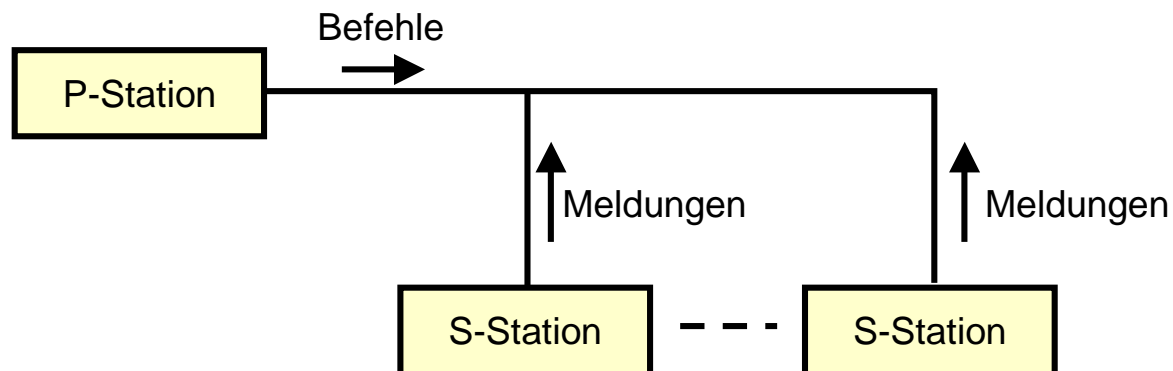 Befehle
P-Station
Meldungen
Meldungen
S-Station
S-Station